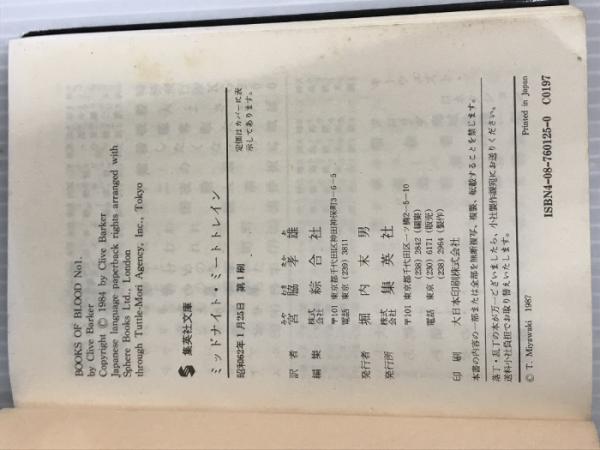 BOOKS OF BLOOD No1.
by Clive Barker
Copyright © 1984 by Clive Barker
Japanese language paperback rights arranged with
Sphere Books Ltd., London
through Tuttle-Mori Agency, Inc., Tokyo
集英社文庫
ミッドナイト・ミートトレイン
昭和62年1月25日 第1刷
定価はカバーに表
示してあります。
訳者 宮脇孝雄
みやわきたかお
編集 株式会社 綜合社
〒101 東京都千代田区神田神保町3-6-5
電話 東京 (239) 3811
発行者 堀内末男
発行所 株式会社 集英社
〒101 東京都千代田区一ツ橋2-5-10
(238) 2842 (編集)
電話 東京 (230) 6171 (販売)
(238) 2964 (製作)
印刷 大日本印刷株式会社
本書の内容の一部または全部を無断複写、複製、転載することを禁じます。
落丁・乱丁の本が万一ございましたら、小社製作課宛にお送りください。
送料小社負担でお取り替えいたします。
© T. Miyawaki 1987
Printed in Japan
ISBN4-08-760125-0 C0197